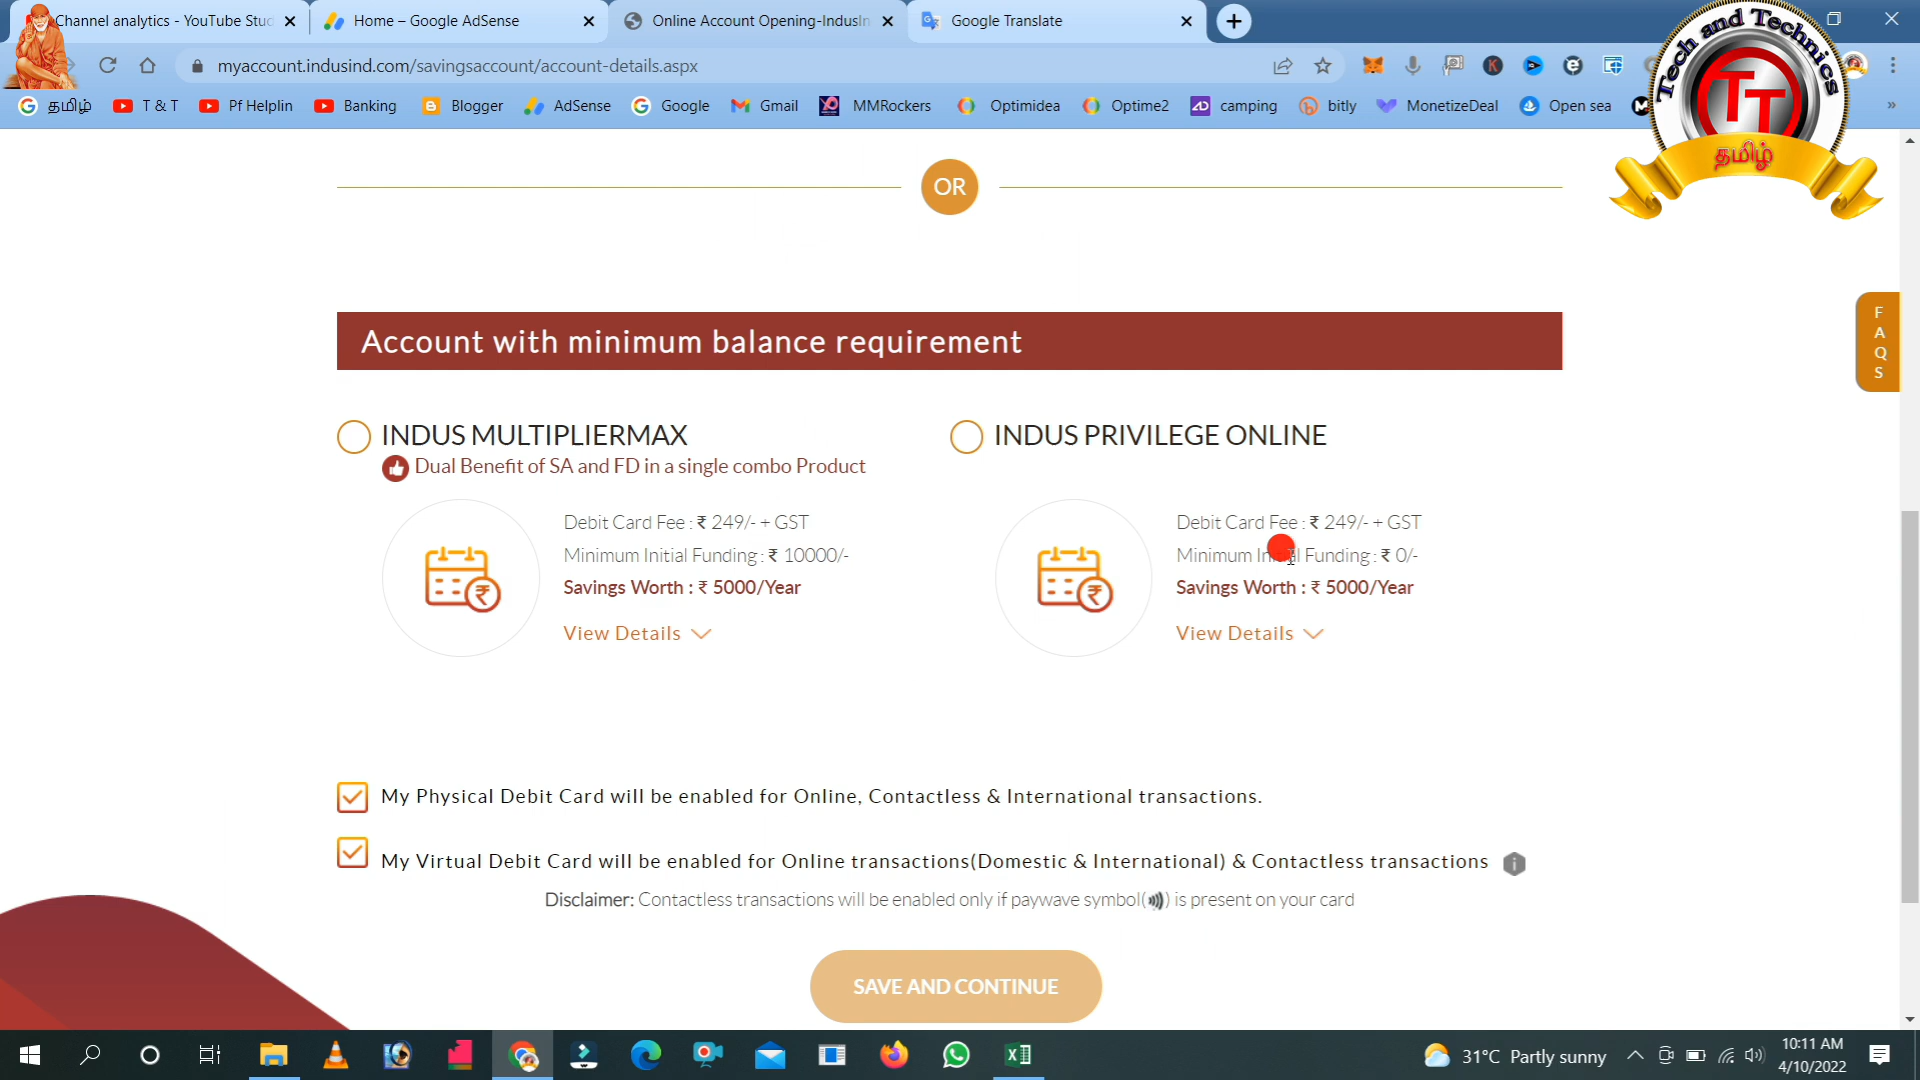 Channel analytics - YouTube Stud
Home – Google AdSense
Online Account Opening-IndusIn
Google Translate
myaccount.indusind.com/savingsaccount/account-details.aspx
தமிழ்
T & T
Pf Helplin
Banking
Blogger
AdSense
Google
Gmail
MMRockers
Optimidea
Optime2
camping
bitly
MonetizeDeal
Open sea
Tech and Technics
TT
தமிழ்
OR
FAQS
Account with minimum balance requirement
INDUS MULTIPLIERMAX
Dual Benefit of SA and FD in a single combo Product
Debit Card Fee : ₹ 249/- + GST
Minimum Initial Funding : ₹ 10000/-
Savings Worth : ₹ 5000/Year
View Details
INDUS PRIVILEGE ONLINE
Debit Card Fee : ₹ 249/- + GST
Minimum Initial Funding : ₹ 0/-
Savings Worth : ₹ 5000/Year
View Details
My Physical Debit Card will be enabled for Online, Contactless & International transactions.
My Virtual Debit Card will be enabled for Online transactions(Domestic & International) & Contactless transactions
Disclaimer: Contactless transactions will be enabled only if paywave symbol( ) is present on your card
SAVE AND CONTINUE
31°C Partly sunny
10:11 AM
4/10/2022